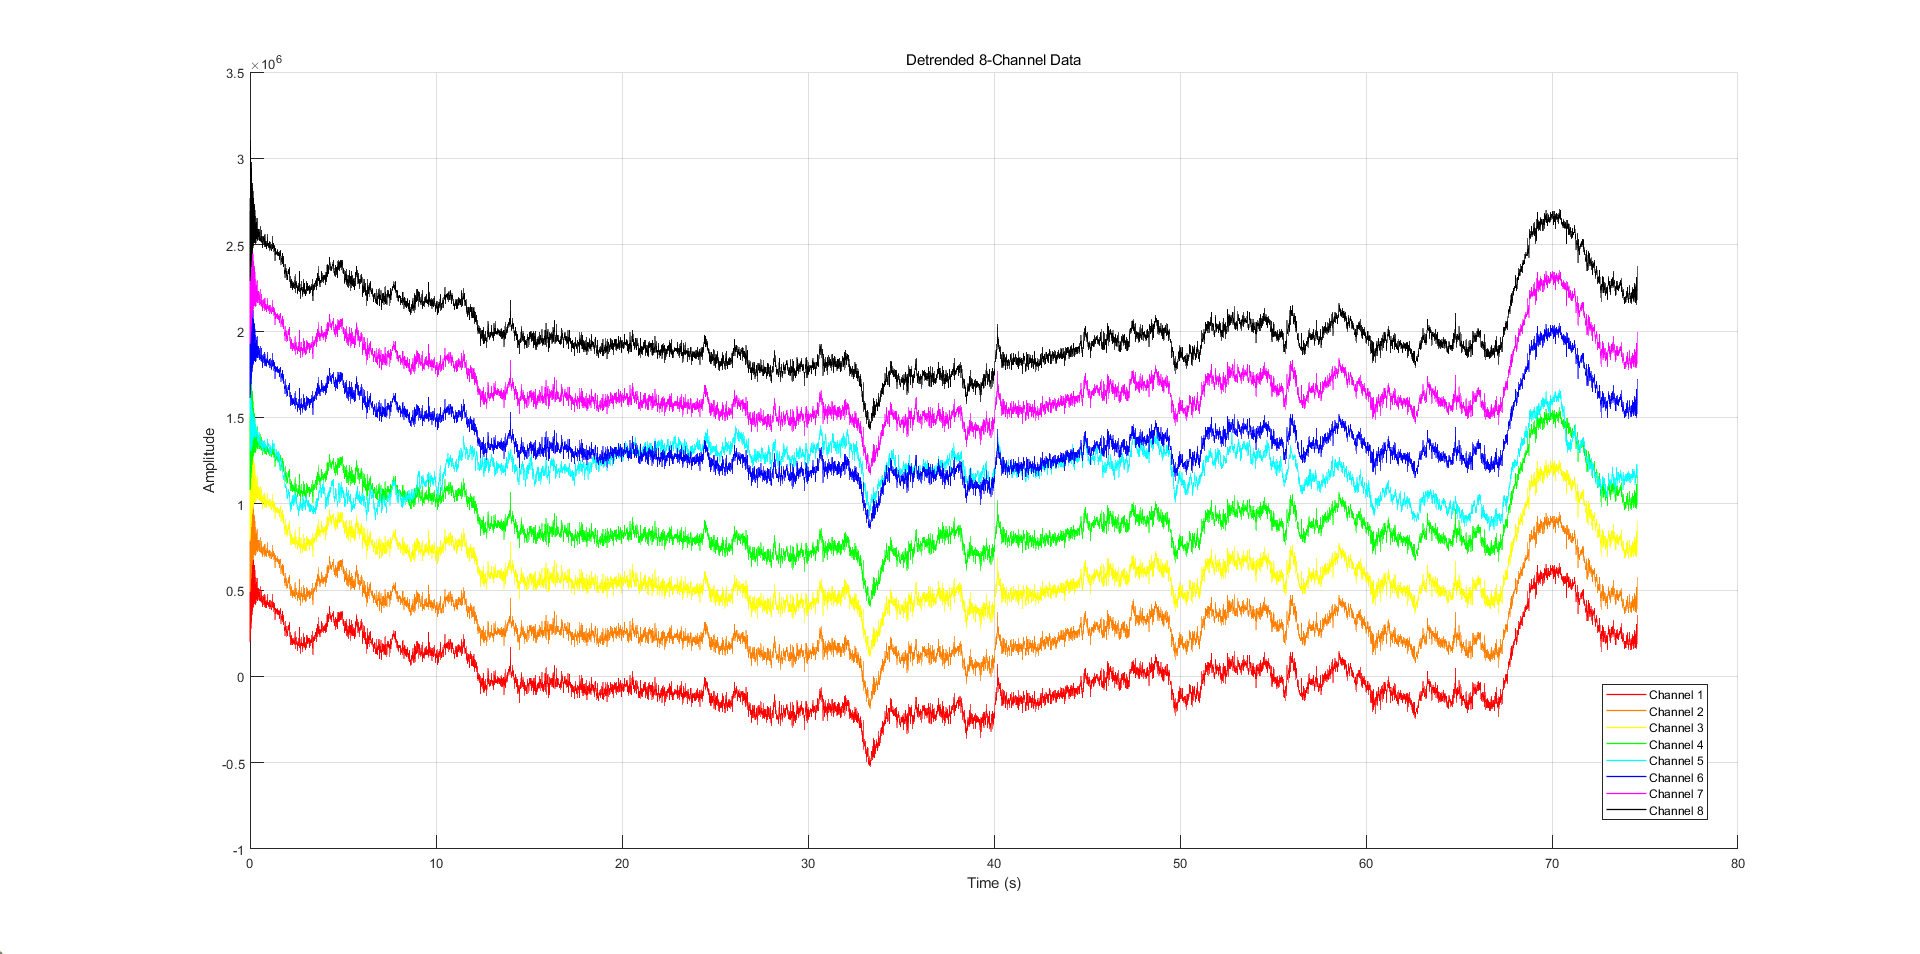 Detrended 8-Channel Data
×10^6
3.5
3
2.5
2
1.5
1
0.5
0
-0.5
-1
Amplitude
0 10 20 30 40 50 60 70 80
Time (s)
Channel 1
Channel 2
Channel 3
Channel 4
Channel 5
Channel 6
Channel 7
Channel 8